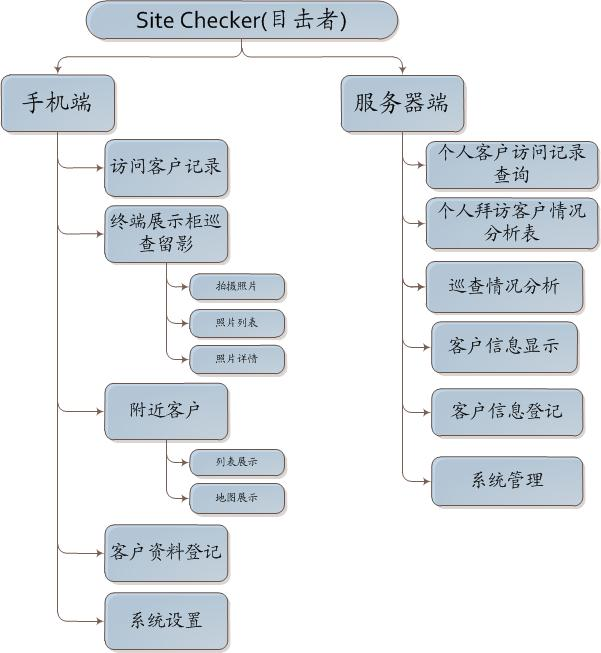 Site Checker(目击者)
手机端
访问客户记录
终端展示柜巡
查留影
拍摄照片
照片列表
照片详情
附近客户
列表展示
地图展示
客户资料登记
系统设置
服务器端
个人客户访问记录
查询
个人拜访客户情况
分析表
巡查情况分析
客户信息显示
客户信息登记
系统管理